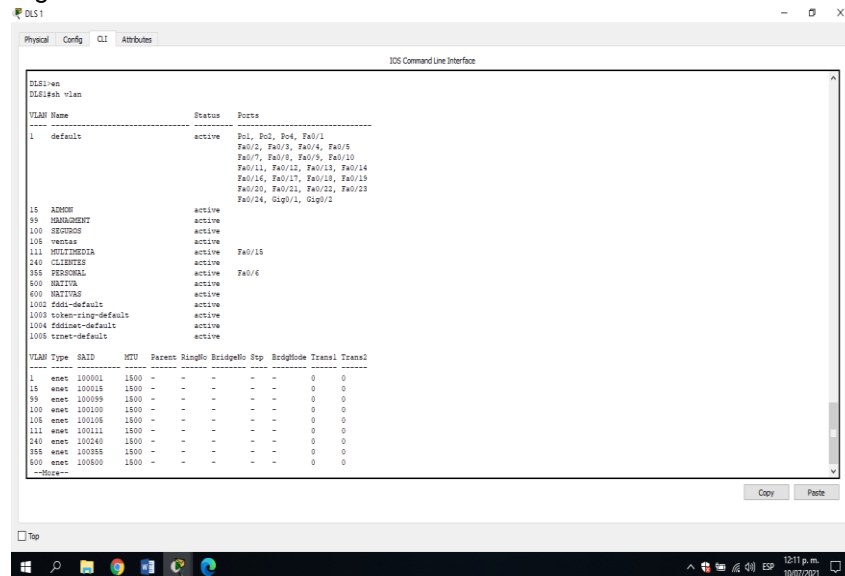 DLS 1
Physical Config CLI Attributes
IOS Command Line Interface
DLS1>en
DLS1#sh vlan
VLAN Name Status Ports
---- -------------------------------- --------- -------------------------------
1 default active Po1, Po2, Po4, Fa0/1
Fa0/2, Fa0/3, Fa0/4, Fa0/5
Fa0/7, Fa0/8, Fa0/9, Fa0/10
Fa0/11, Fa0/12, Fa0/13, Fa0/14
Fa0/16, Fa0/17, Fa0/18, Fa0/19
Fa0/20, Fa0/21, Fa0/22, Fa0/23
Fa0/24, Gig0/1, Gig0/2
15 ADMON active
99 MANAGMENT active
100 SEGUROS active
105 ventas active
111 MULTIMEDIA active Fa0/15
240 CLIENTES active
355 PERSONAL active Fa0/6
500 NATIVA active
600 NATIVAS active
1002 fddi-default active
1003 token-ring-default active
1004 fddinet-default active
1005 trnet-default active
VLAN Type SAID MTU Parent RingNo BridgeNo Stp BrdgMode Trans1 Trans2
---- ----- ---------- ----- ------ ------ -------- ---- -------- ------ ------
1 enet 100001 1500 - - - - - 0 0
15 enet 100015 1500 - - - - - 0 0
99 enet 100099 1500 - - - - - 0 0
100 enet 100100 1500 - - - - - 0 0
105 enet 100105 1500 - - - - - 0 0
111 enet 100111 1500 - - - - - 0 0
240 enet 100240 1500 - - - - - 0 0
355 enet 100355 1500 - - - - - 0 0
500 enet 100500 1500 - - - - - 0 0
--More--
Copy Paste
Top
ESP 12:11 p. m.
10/07/2021